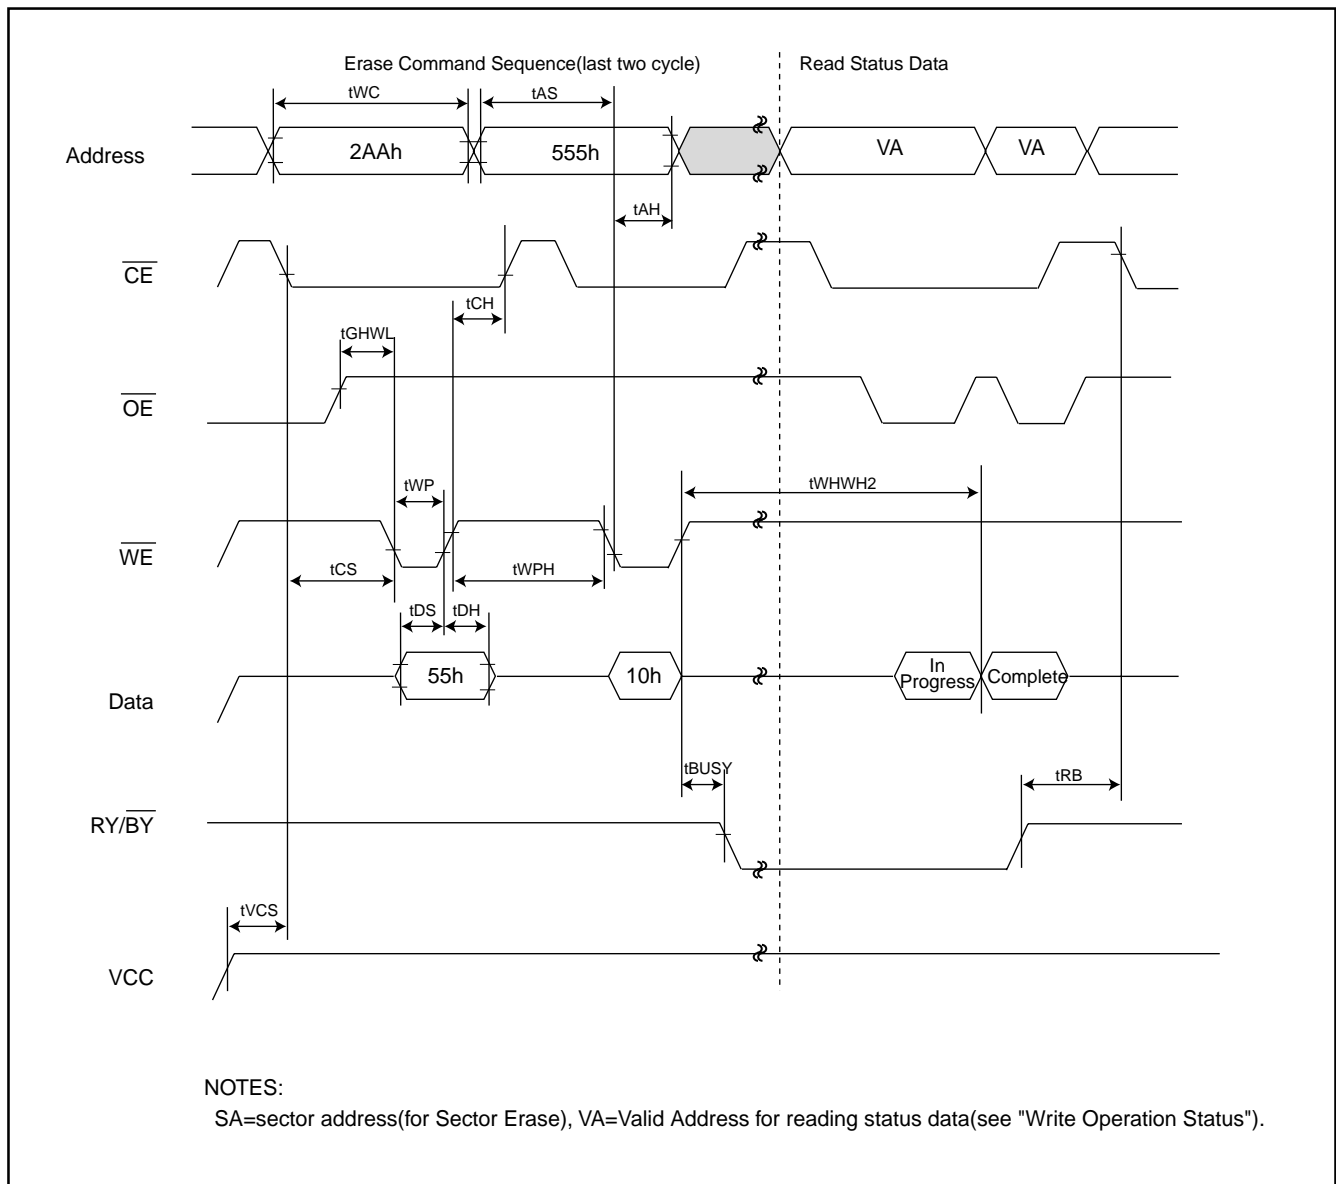 Erase Command Sequence(last two cycle)
Read Status Data
tWC
tAS
Address
2AAh
555h
VA
VA
tAH
CE
tCH
tGHWL
OE
tWP
tWHWH2
WE
tCS
tWPH
tDS
tDH
Data
55h
10h
In
Progress
Complete
tBUSY
tRB
RY/BY
tVCS
VCC
NOTES:
SA=sector address(for Sector Erase), VA=Valid Address for reading status data(see "Write Operation Status").